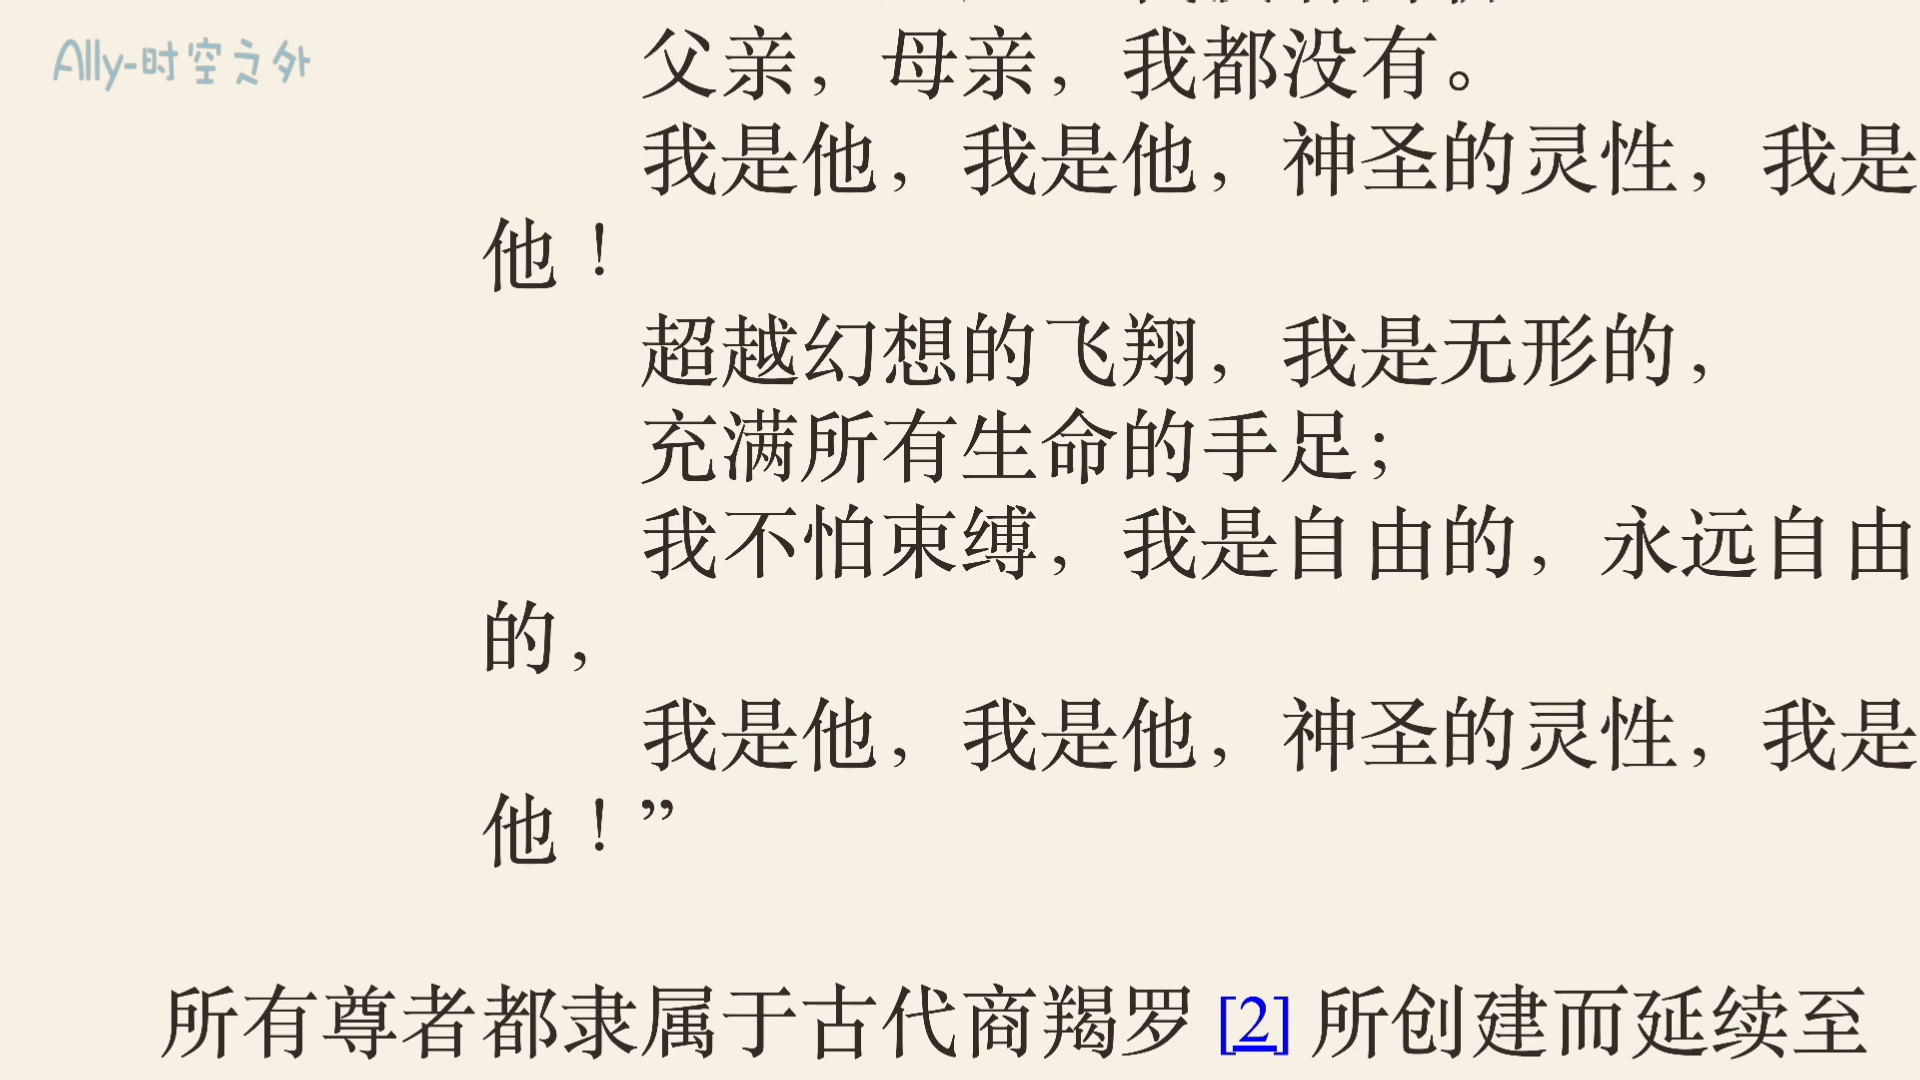 Ally-时空之外
父亲，母亲，我都没有。
我是他，我是他，神圣的灵性，我是
他！
超越幻想的飞翔，我是无形的，
充满所有生命的手足；
我不怕束缚，我是自由的，永远自由
的，
我是他，我是他，神圣的灵性，我是
他！”
所有尊者都隶属于古代商羯罗 [2] 所创建而延续至